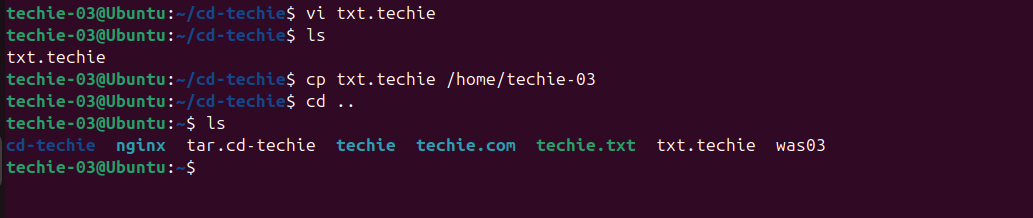 techie-03@Ubuntu:~/cd-techie$ vi txt.techie
techie-03@Ubuntu:~/cd-techie$ ls
txt.techie
techie-03@Ubuntu:~/cd-techie$ cp txt.techie /home/techie-03
techie-03@Ubuntu:~/cd-techie$ cd ..
techie-03@Ubuntu:~$ ls
cd-techie  nginx  tar.cd-techie  techie  techie.com  techie.txt  txt.techie  was03
techie-03@Ubuntu:~$